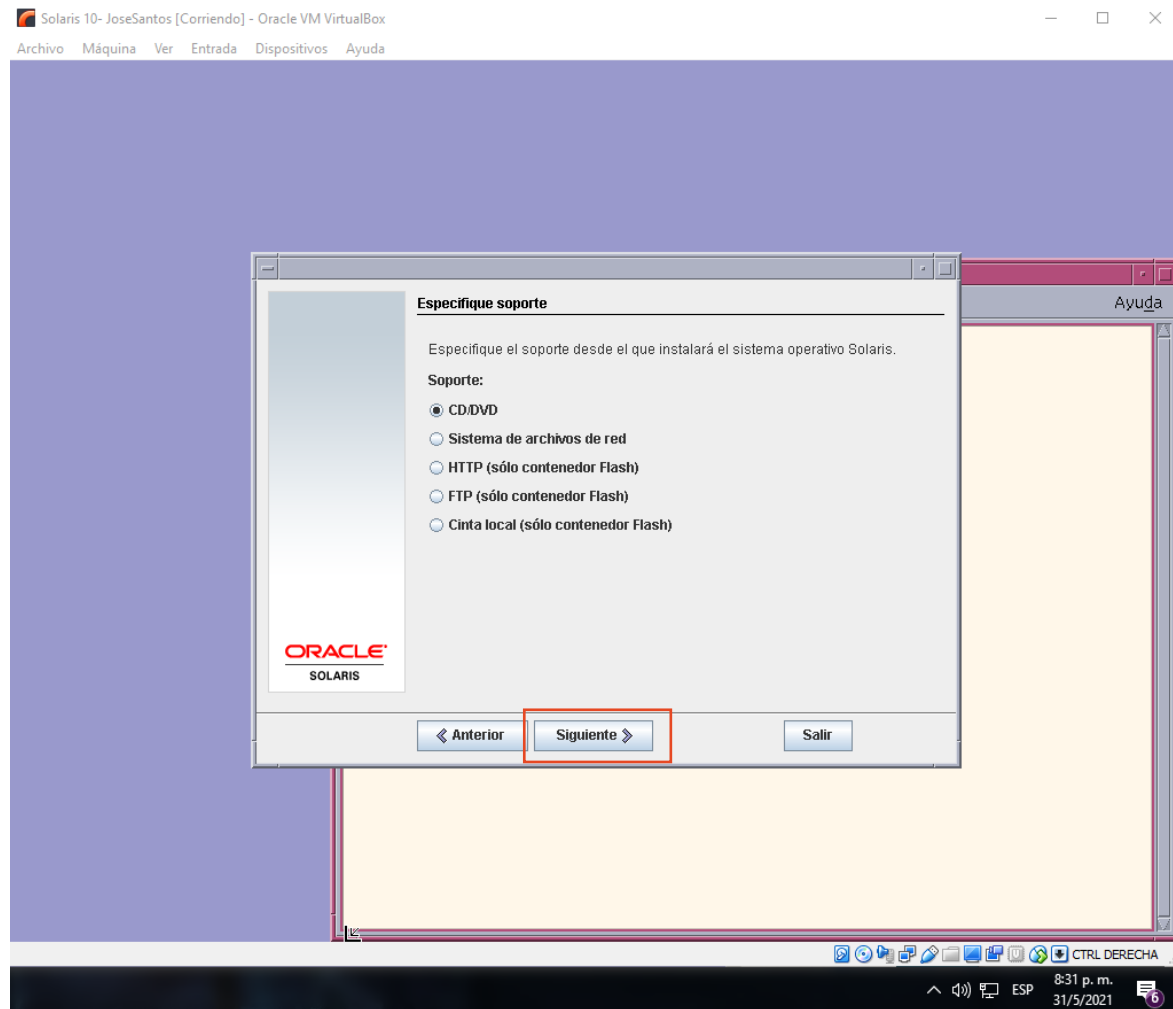 Solaris 10- JoseSantos [Corriendo] - Oracle VM VirtualBox
Archivo Máquina Ver Entrada Dispositivos Ayuda
Ayuda
Especifique soporte
Especifique el soporte desde el que instalará el sistema operativo Solaris.
Soporte:
CD/DVD
Sistema de archivos de red
HTTP (sólo contenedor Flash)
FTP (sólo contenedor Flash)
Cinta local (sólo contenedor Flash)
ORACLE
SOLARIS
Anterior Siguiente Salir
CTRL DERECHA
ESP 8:31 p. m.
31/5/2021
6